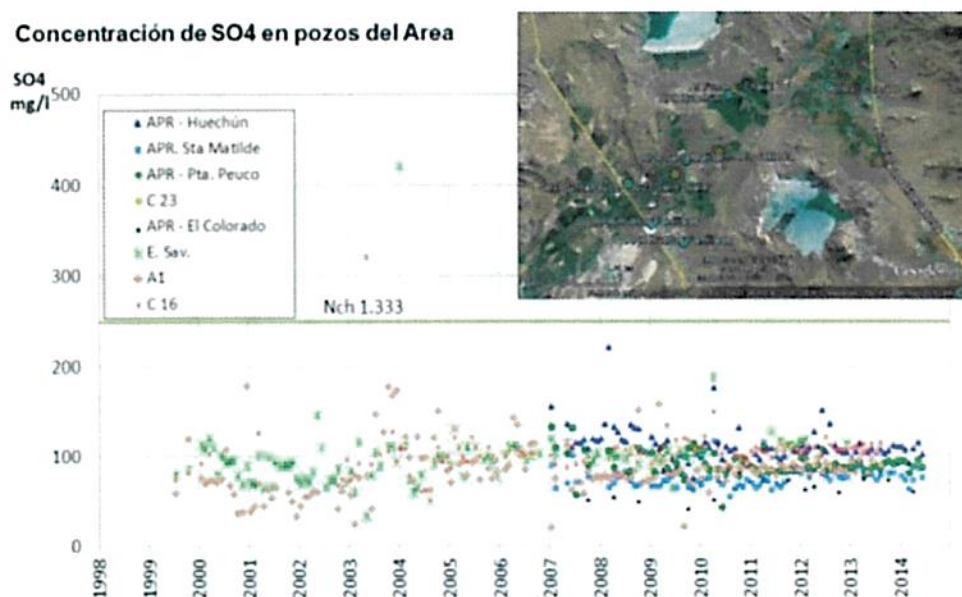 Concentración de SO4 en pozos del Area
SO4
mg/l
500
400
300
200
100
0
APR - Huechún
APR. Sta Matilde
APR - Pta. Peuco
C 23
APR - El Colorado
E. Sav.
A1
C 16
Nch 1.333
1998
1999
2000
2001
2002
2003
2004
2005
2006
2007
2008
2009
2010
2011
2012
2013
2014